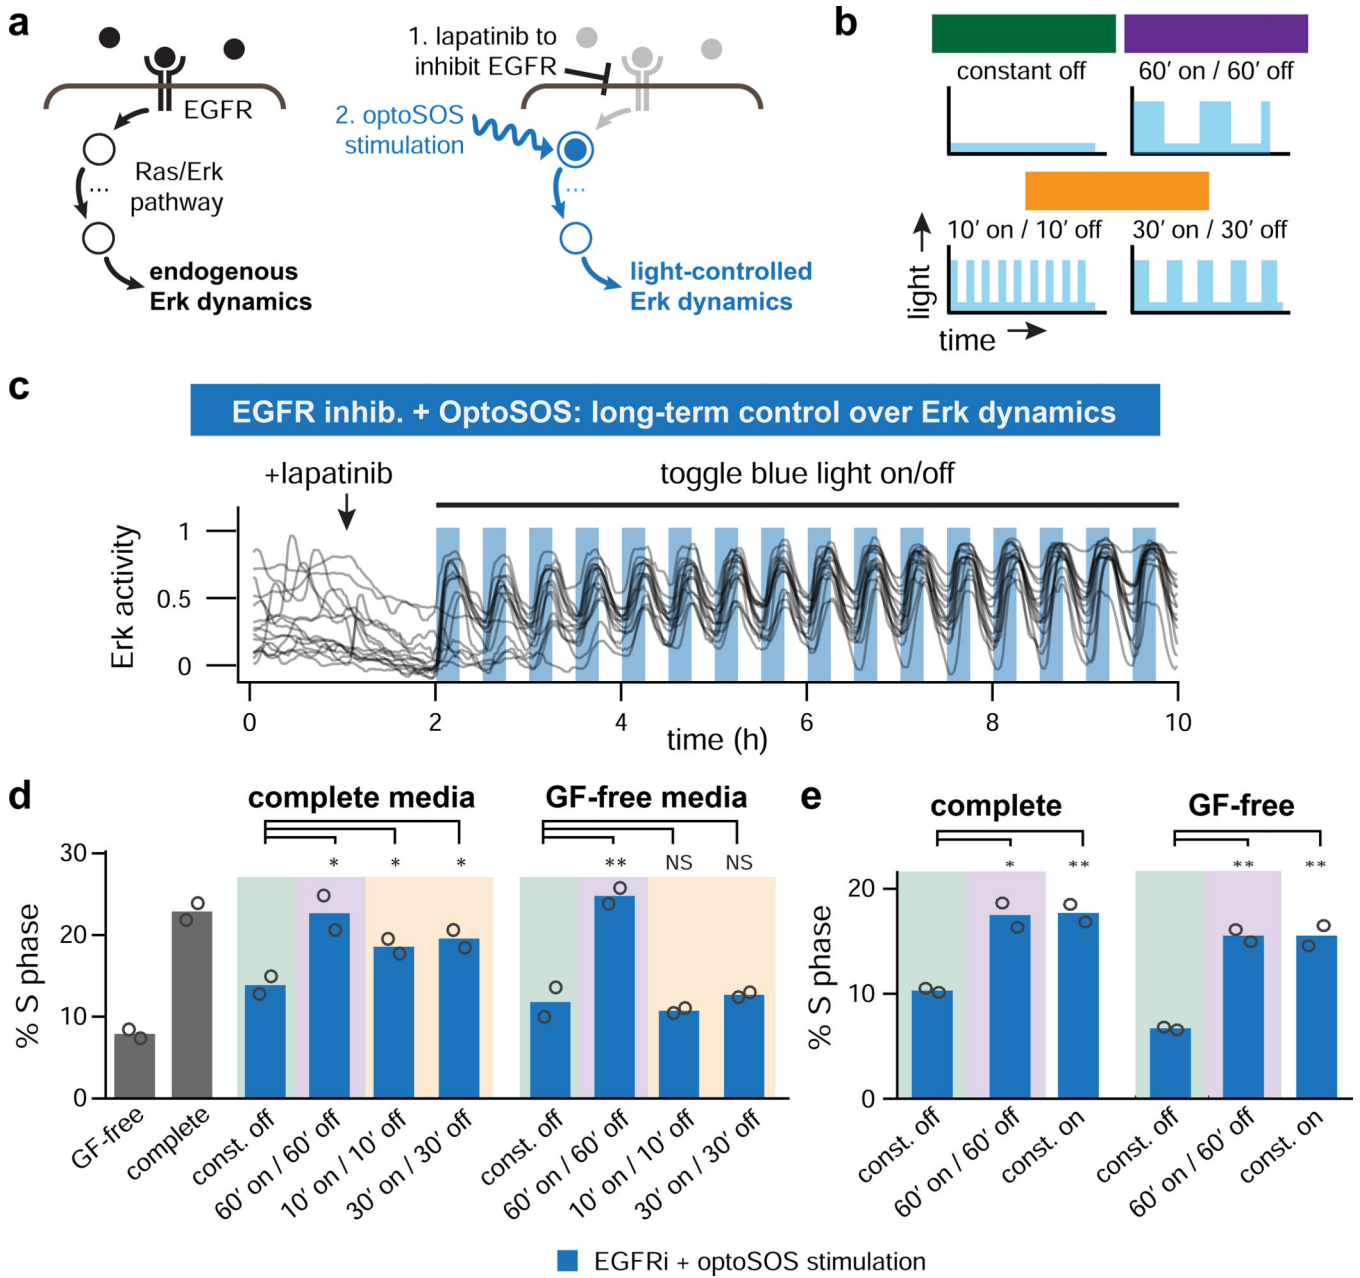 a
EGFR
Ras/Erk
pathway
endogenous
Erk dynamics
1. lapatinib to
inhibit EGFR
2. optoSOS
stimulation
...
...
light-controlled
Erk dynamics
b
constant off
60' on / 60' off
10' on / 10' off
30' on / 30' off
light
time
c
EGFR inhib. + OptoSOS: long-term control over Erk dynamics
+lapatinib
toggle blue light on/off
Erk activity
1
0.5
0
0
2
4
6
8
10
time (h)
d
complete media
GF-free media
* * *
** NS NS
% S phase
30
20
10
0
GF-free
complete
const. off
60' on / 60' off
10' on / 10' off
30' on / 30' off
const. off
60' on / 60' off
10' on / 10' off
30' on / 30' off
e
complete
GF-free
* **
** **
% S phase
20
10
0
const. off
60' on / 60' off
const. on
const. off
60' on / 60' off
const. on
EGFRi + optoSOS stimulation